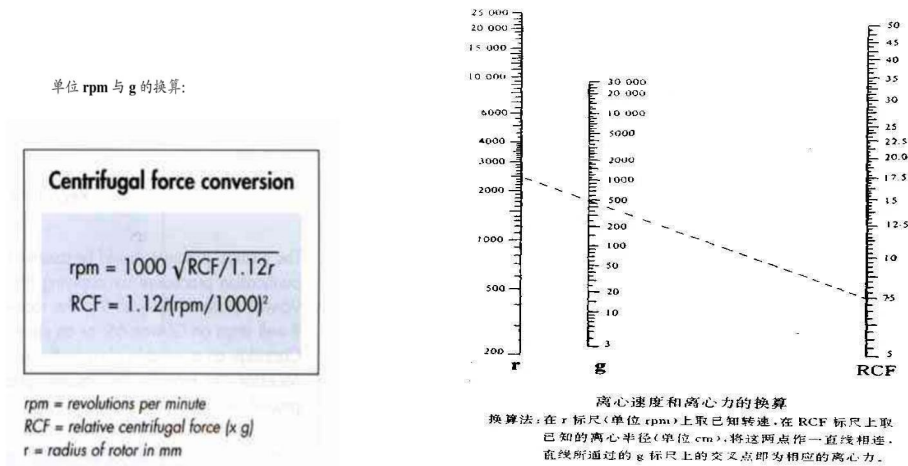 单位 rpm 与 g 的换算:
Centrifugal force conversion
rpm = 1000 √RCF/1.12r
RCF = 1.12r(rpm/1000)²
rpm = revolutions per minute
RCF = relative centrifugal force (x g)
r = radius of rotor in mm
25 000
20 000
15 000
10 000
6000
4000
3000
2000
1000
500
200
r
30 000
20 000
10 000
5000
2000
1000
500
200
100
50
20
10
3
g
50
45
40
35
30
25
22.5
20.0
17.5
15
12.5
10
75
5
RCF
离心速度和离心力的换算
换算法:在 r 标尺(单位 rpm)上取已知转速,在 RCF 标尺上取
已知的离心半径(单位 cm),将这两点作一直线相连.
直线所通过的 g 标尺上的交叉点即为相应的离心力。